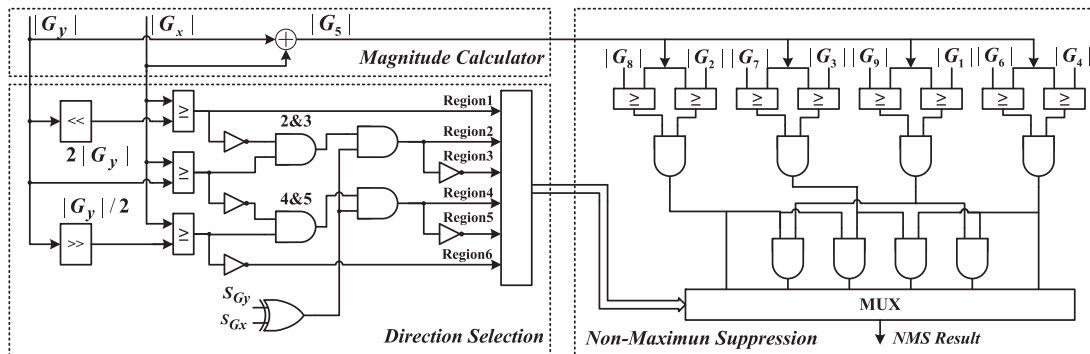 |G_y| |G_x| |G_5|
Magnitude Calculator
<<
2|G_y|
|G_y|/2
>>
≥
≥
≥
2&3
4&5
Region1
Region2
Region3
Region4
Region5
Region6
S_Gy
S_Gx
Direction Selection
|G_8| |G_2| |G_7| |G_3| |G_9| |G_1| |G_6| |G_4|
≥ ≥ ≥ ≥ ≥ ≥ ≥ ≥
MUX
Non-Maximun Suppression
NMS Result